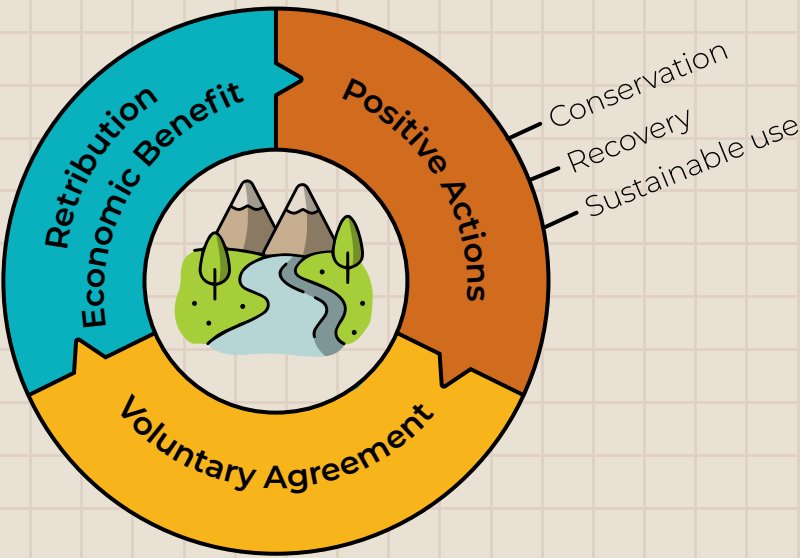 Retribution
Economic Benefit
Positive Actions
Conservation
Recovery
Sustainable use
Voluntary Agreement